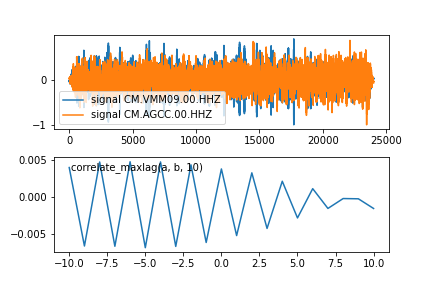 0
−1
signal CM.VMM09.00.HHZ
signal CM.AGCC.00.HHZ
0 5000 10000 15000 20000 25000
0.005
correlate_maxlag(a, b, 10)
0.000
−0.005
−10.0 −7.5 −5.0 −2.5 0.0 2.5 5.0 7.5 10.0